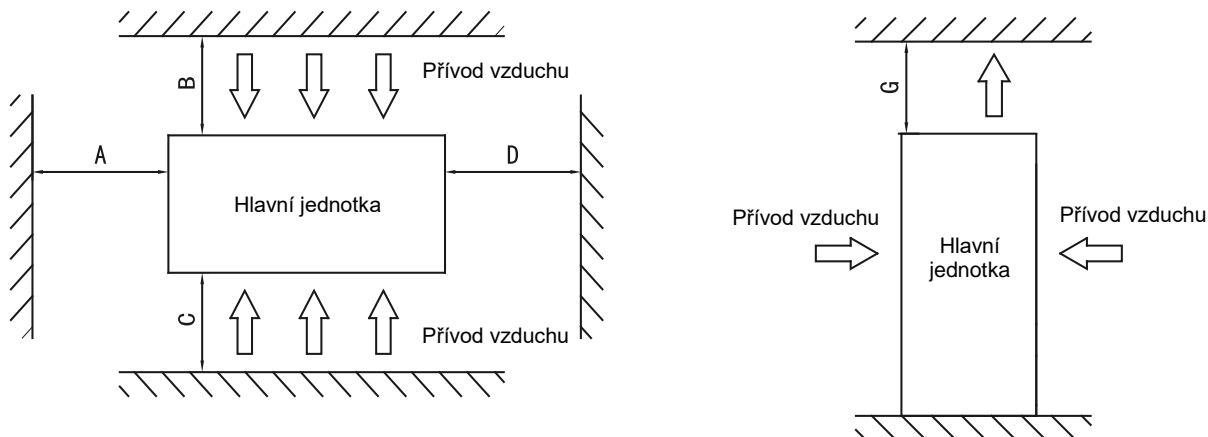 B
Přívod vzduchu
A
D
Hlavní jednotka
C
Přívod vzduchu
G
Přívod vzduchu
Přívod vzduchu
Hlavní
jednotka